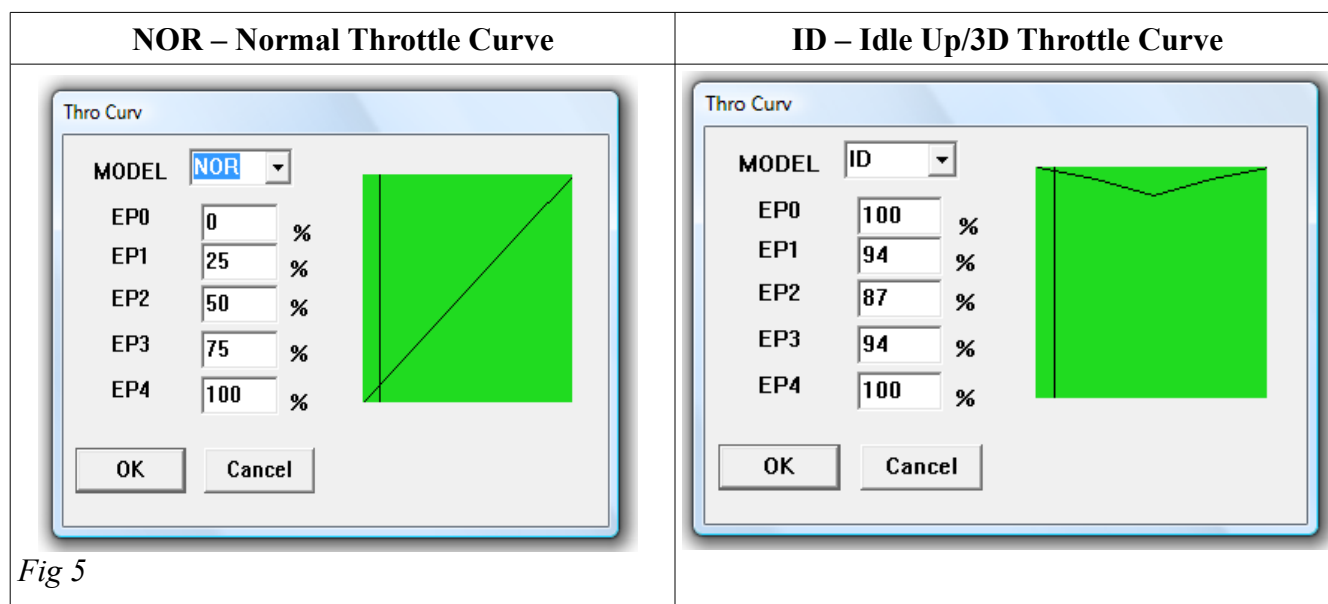 NOR – Normal Throttle Curve
Thro Curv
MODEL NOR
EP0 0 %
EP1 25 %
EP2 50 %
EP3 75 %
EP4 100 %
OK Cancel
Fig 5
ID – Idle Up/3D Throttle Curve
Thro Curv
MODEL ID
EP0 100 %
EP1 94 %
EP2 87 %
EP3 94 %
EP4 100 %
OK Cancel